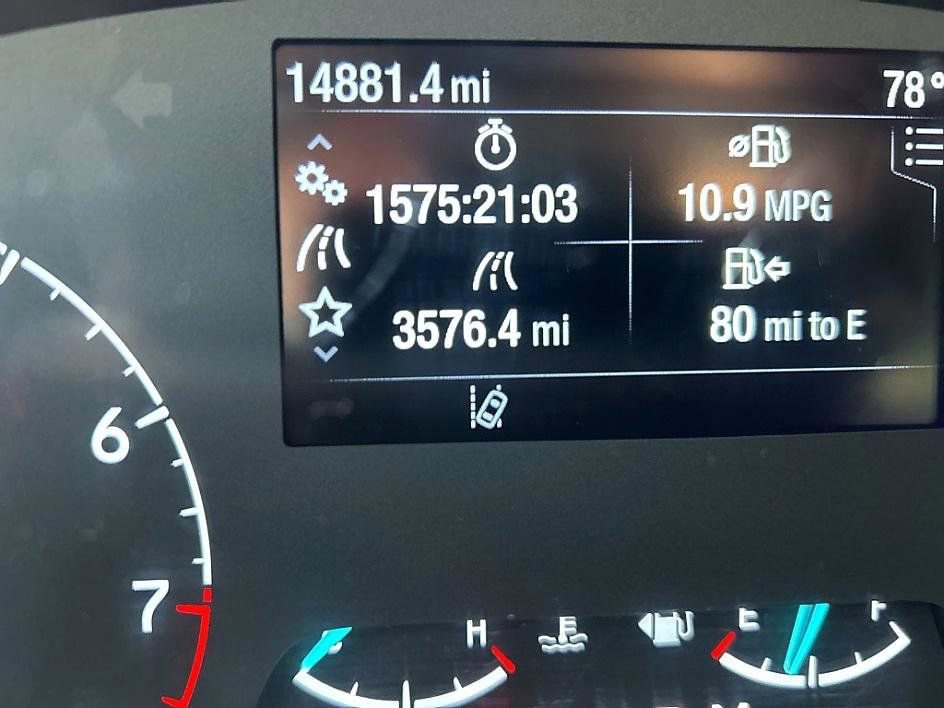 14881.4 mi 78°
1575:21:03 10.9 MPG
3576.4 mi 80 mi to E
6
7
H E F